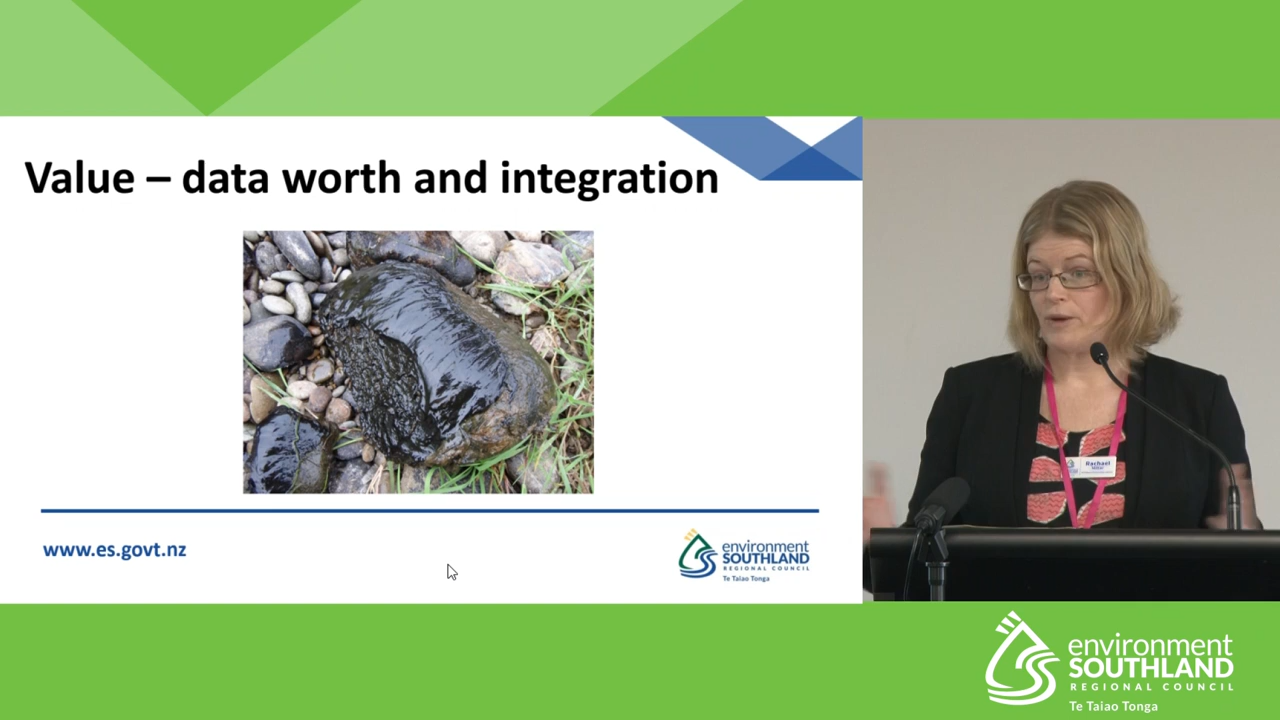 Value – data worth and integration
www.es.govt.nz
environment
SOUTHLAND
REGIONAL COUNCIL
Te Taiao Tonga
Rachael
environment
SOUTHLAND
REGIONAL COUNCIL
Te Taiao Tonga